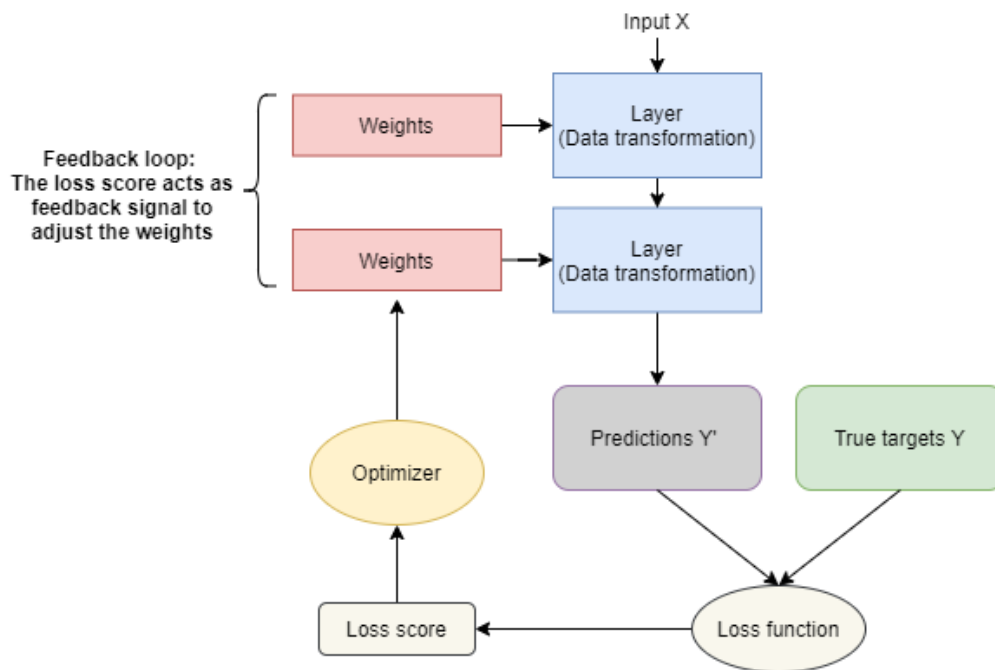 Input X
Weights
Layer
(Data transformation)
Feedback loop:
The loss score acts as
feedback signal to
adjust the weights
Weights
Layer
(Data transformation)
Predictions Y'
True targets Y
Optimizer
Loss score
Loss function